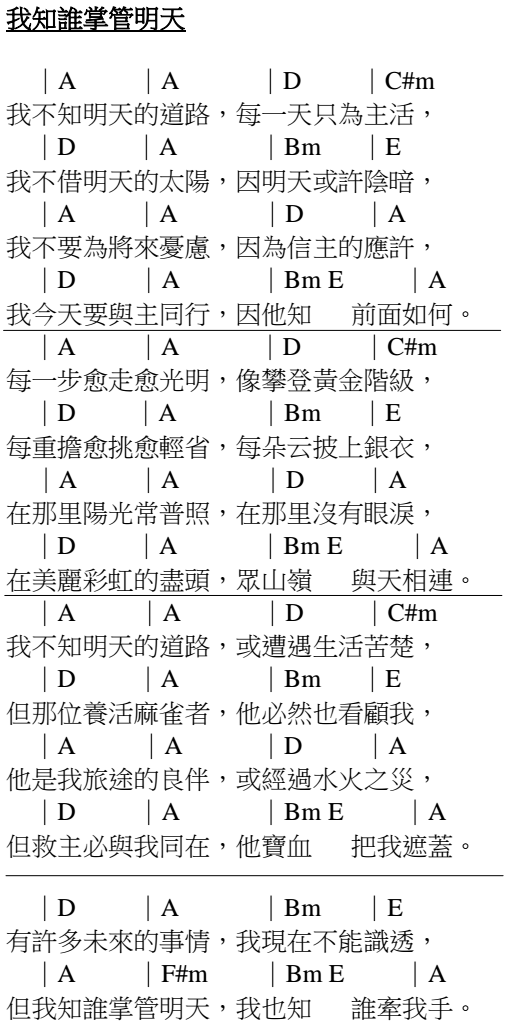 我知誰掌管明天
| A | A | D | C#m
我不知明天的道路，每一天只為主活，
| D | A | Bm | E
我不借明天的太陽，因明天或許陰暗，
| A | A | D | A
我不要為將來憂慮，因為信主的應許，
| D | A | Bm E | A
我今天要與主同行，因他知 前面如何。
| A | A | D | C#m
每一步愈走愈光明，像攀登黃金階級，
| D | A | Bm | E
每重擔愈挑愈輕省，每朵云披上銀衣，
| A | A | D | A
在那里陽光常普照，在那里沒有眼淚，
| D | A | Bm E | A
在美麗彩虹的盡頭，眾山嶺 與天相連。
| A | A | D | C#m
我不知明天的道路，或遭遇生活苦楚，
| D | A | Bm | E
但那位養活麻雀者，他必然也看顧我，
| A | A | D | A
他是我旅途的良伴，或經過水火之災，
| D | A | Bm E | A
但救主必與我同在，他寶血 把我遮蓋。
| D | A | Bm | E
有許多未來的事情，我現在不能識透，
| A | F#m | Bm E | A
但我知誰掌管明天，我也知 誰牽我手。